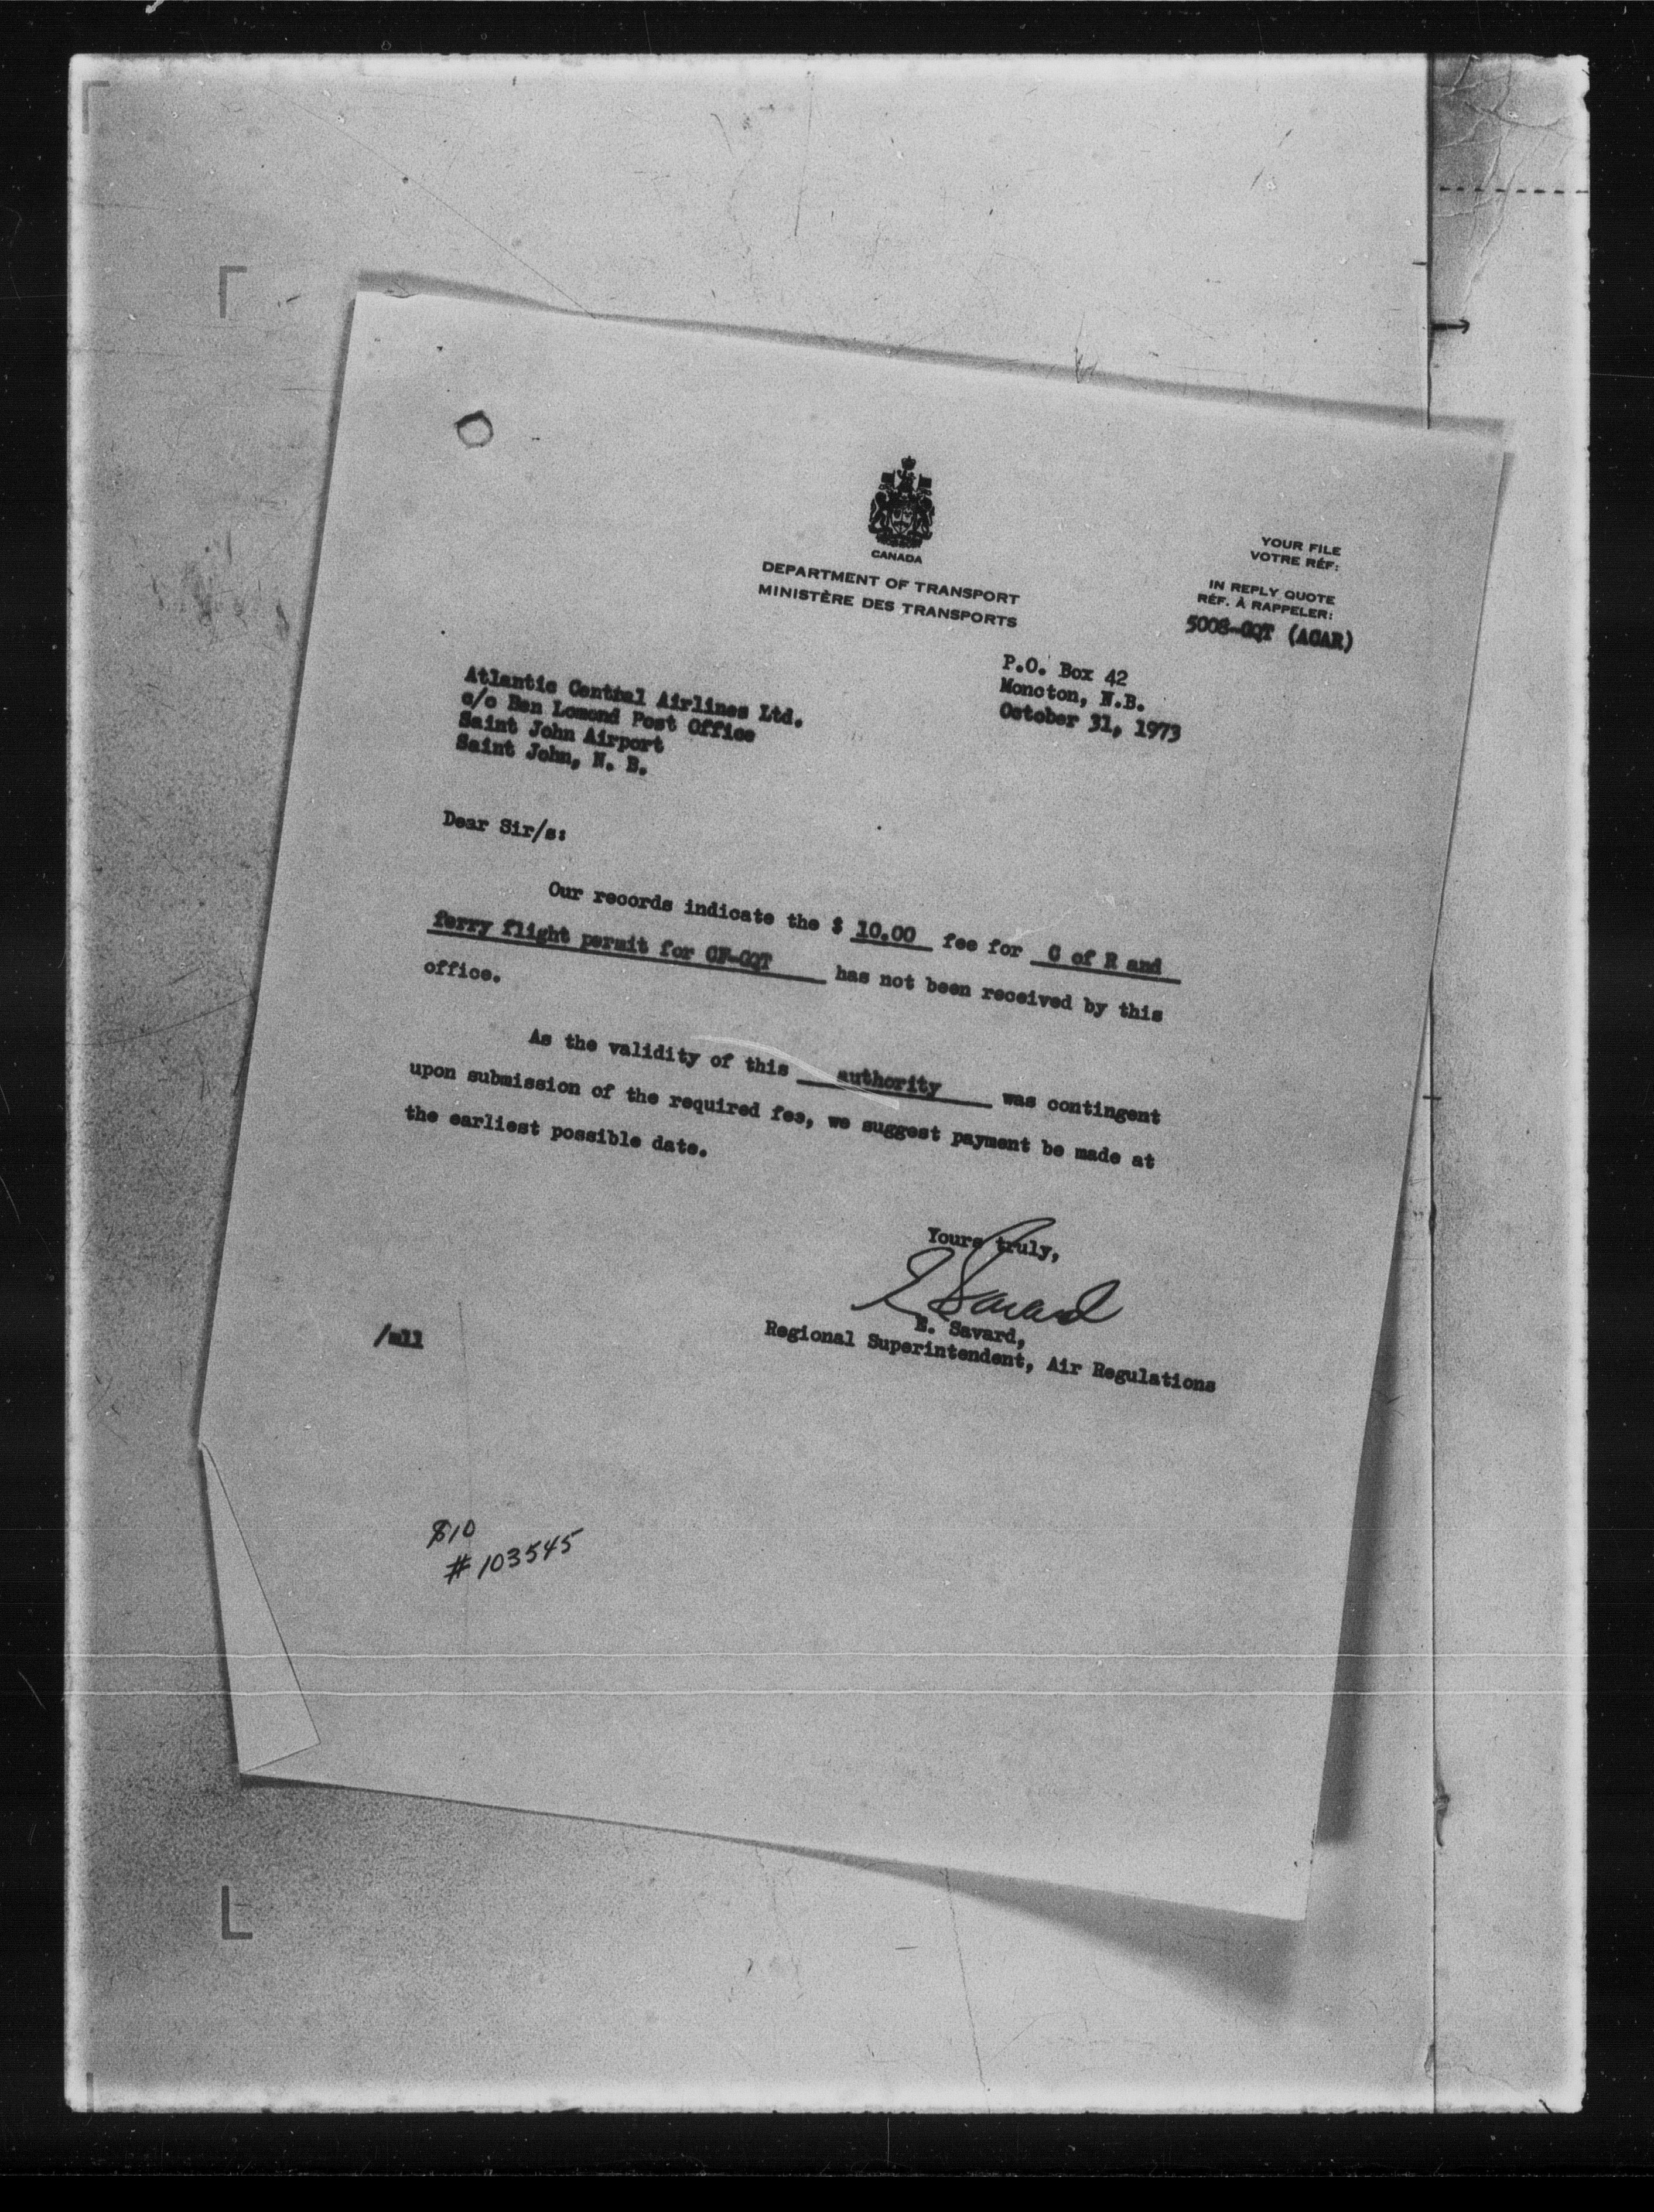 CANADA
DEPARTMENT OF TRANSPORT
MINISTÈRE DES TRANSPORTS
YOUR FILE
VOTRE RÉF:
IN REPLY QUOTE
RÉF. À RAPPELER:
5008-GQT (AGAR)
P.O. Box 42
Moncton, N.B.
October 31, 1973
Atlantic Central Airlines Ltd.
c/o Ben Lomond Post Office
Saint John Airport
Saint John, N. B.
Dear Sir/s:
Our records indicate the $ 10.00 fee for C of R and
ferry flight permit for CF-GQT has not been received by this
office.
As the validity of this authority was contingent
upon submission of the required fee, we suggest payment be made at
the earliest possible date.
Yours truly,
E. Savard,
Regional Superintendent, Air Regulations
/mll
$10
# 103545